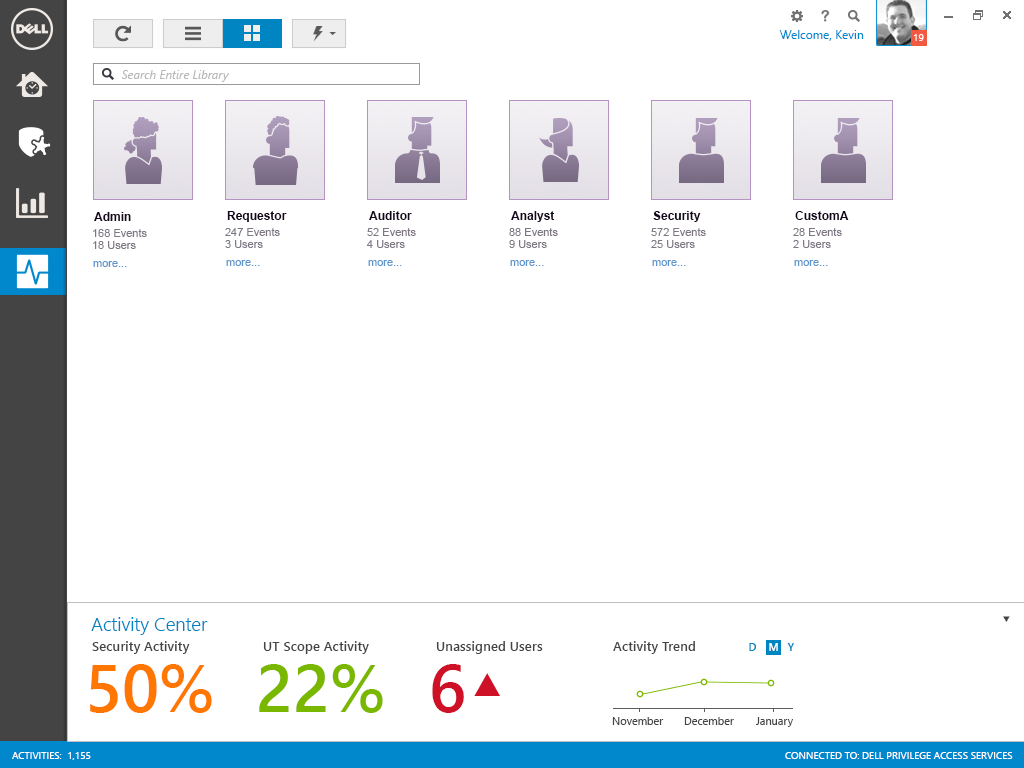 DELL
?
Welcome, Kevin
19
Search Entire Library
Admin
168 Events
18 Users
more...
Requestor
247 Events
3 Users
more...
Auditor
52 Events
4 Users
more...
Analyst
88 Events
9 Users
more...
Security
572 Events
25 Users
more...
CustomA
28 Events
2 Users
more...
Activity Center
Security Activity
50%
UT Scope Activity
22%
Unassigned Users
6
Activity Trend
D M Y
November December January
ACTIVITIES: 1,155
CONNECTED TO: DELL PRIVILEGE ACCESS SERVICES